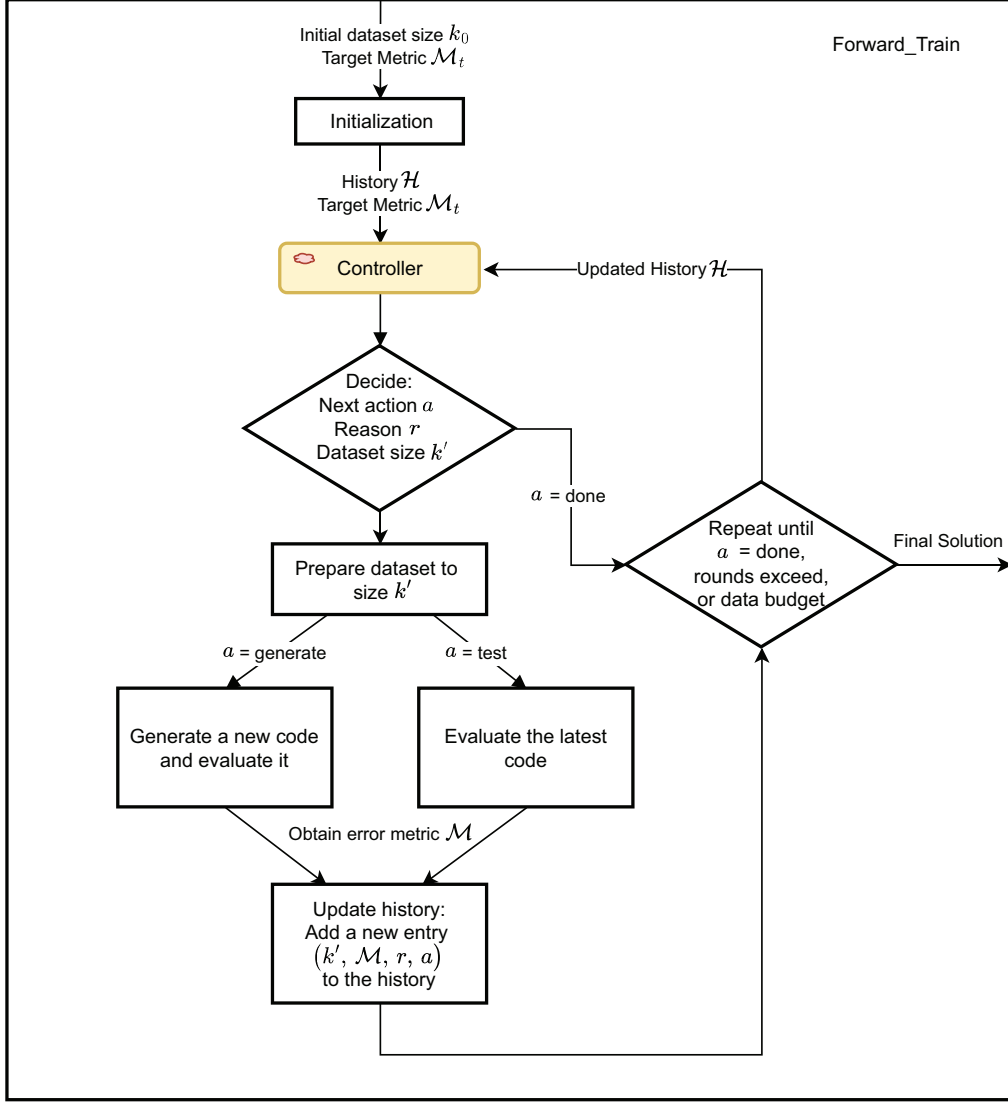 Forward_Train
Initial dataset size k₀
Target Metric ℳₜ
Initialization
History ℋ
Target Metric ℳₜ
Controller
Updated History ℋ
Decide:
Next action a
Reason r
Dataset size k′
a = done
Repeat until
a = done,
rounds exceed,
or data budget
Final Solution
Prepare dataset to
size k′
a = generate
a = test
Generate a new code
and evaluate it
Evaluate the latest
code
Obtain error metric ℳ
Update history:
Add a new entry
(k′, ℳ, r, a)
to the history